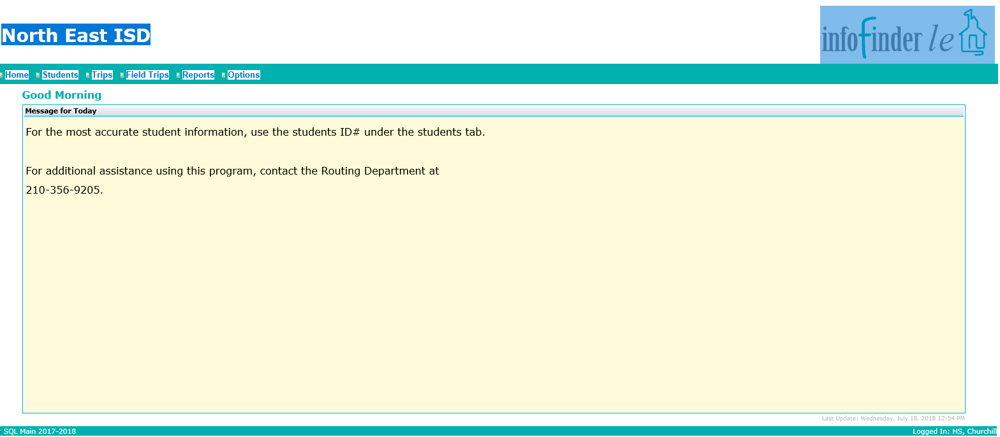 North East ISD
infofinder le
Home Students Trips Field Trips Reports Options
Good Morning
Message for Today
For the most accurate student information, use the students ID# under the students tab.
For additional assistance using this program, contact the Routing Department at
210-356-9205.
Last Update: Wednesday, July 18, 2018 12:54 PM
SQL Main 2017-2018
Logged In: HS, Churchill